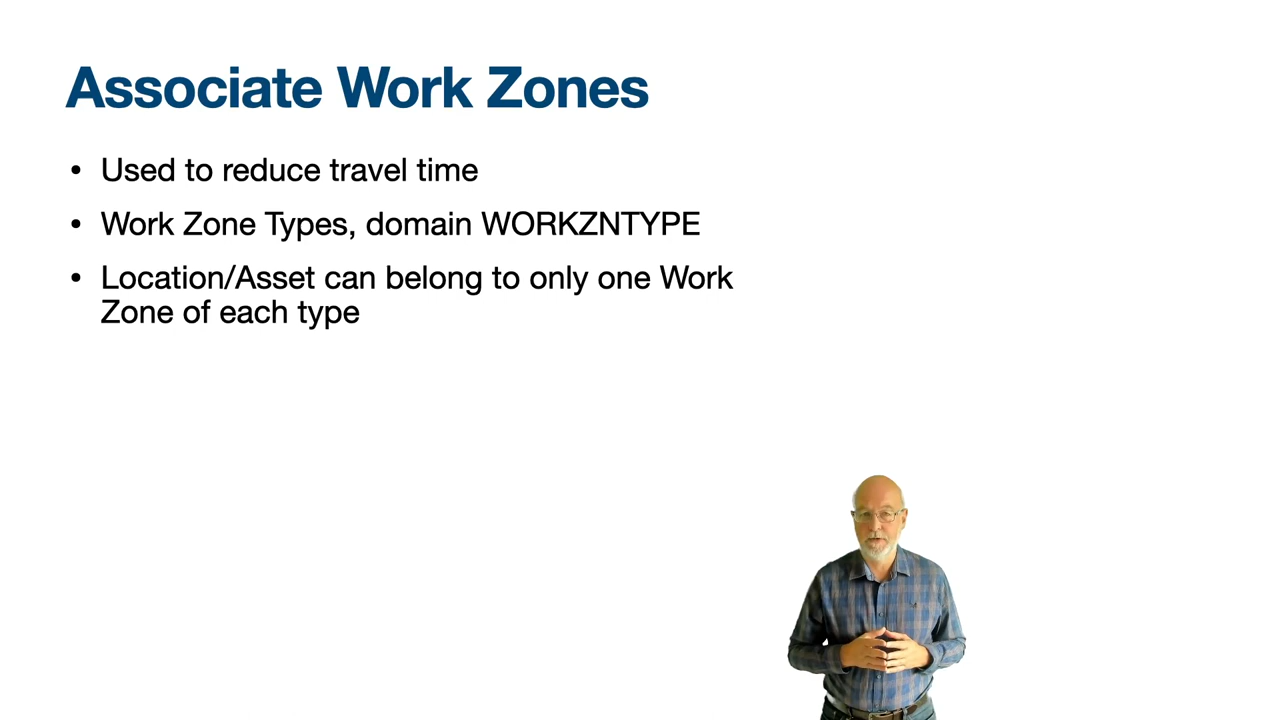 Associate Work Zones
• Used to reduce travel time
• Work Zone Types, domain WORKZNTYPE
• Location/Asset can belong to only one Work
Zone of each type